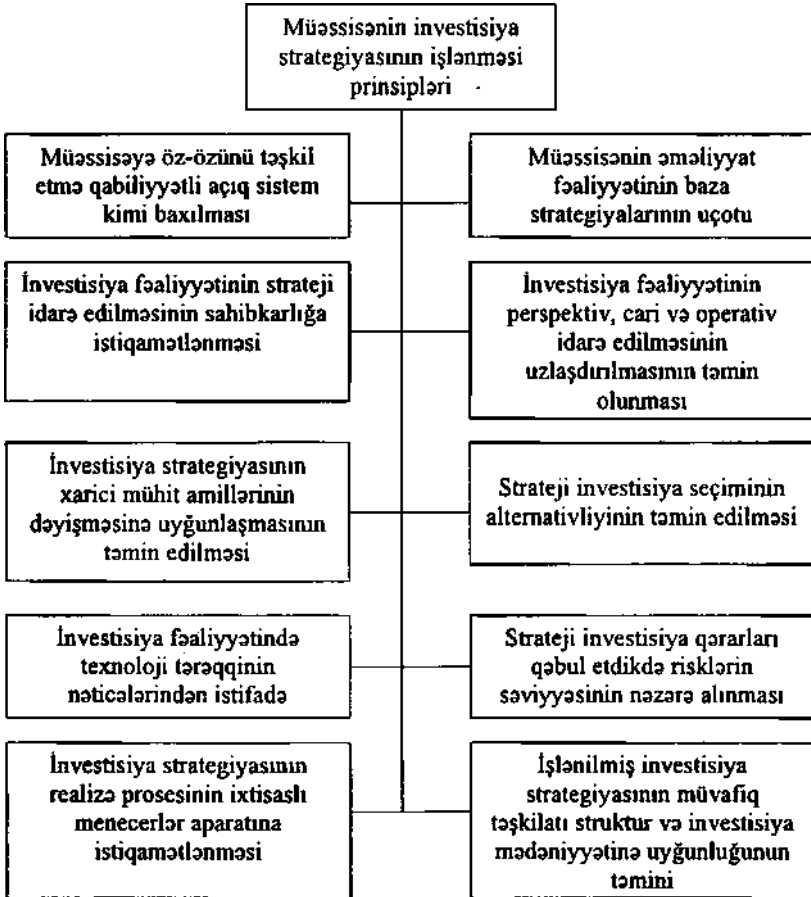 Müəssisənin investisiya
strategiyasının işlənməsi
prinsipləri
Müəssisəyə öz-özünü təşkil
etmə qabiliyyətli açıq sistem
kimi baxılması
Müəssisənin əməliyyat
fəaliyyətinin baza
strategiyalarının uçotu
İnvestisiya fəaliyyətinin strateji
idarə edilməsinin sahibkarlığa
istiqamətlənməsi
İnvestisiya fəaliyyətinin
perspektiv, cari və operativ
idarə edilməsinin
uzlaşdırılmasının təmin
olunması
İnvestisiya strategiyasının
xarici mühit amillərinin
dəyişməsinə uyğunlaşmasının
təmin edilməsi
Strateji investisiya seçiminin
alternativliyinin təmin edilməsi
İnvestisiya fəaliyyətində
texnoloji tərəqqinin
nəticələrindən istifadə
Strateji investisiya qərarları
qəbul etdikdə risklərin
səviyyəsinin nəzərə alınması
İnvestisiya strategiyasının
realizə prosesinin ixtisaslı
menecerlər aparatına
istiqamətlənməsi
İşlənilmiş investisiya
strategiyasının müvafiq
təşkilatı struktur və investisiya
mədəniyyətinə uyğunluğunun
təmini